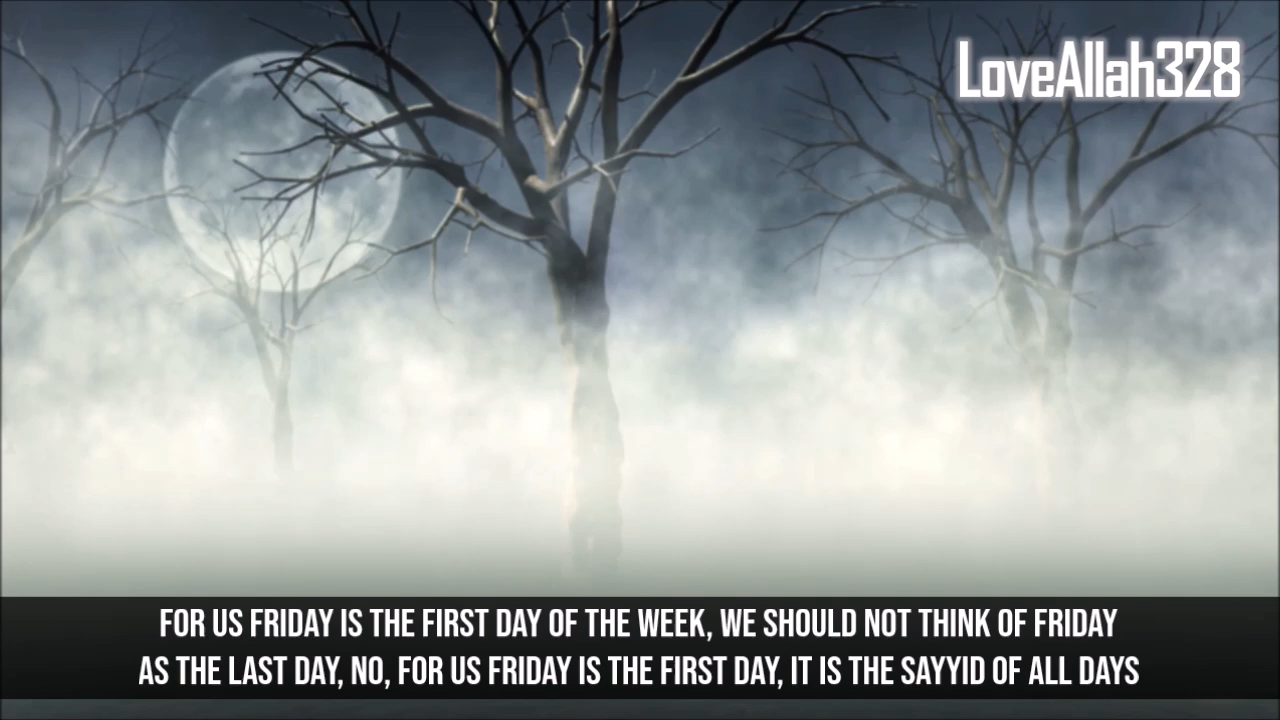 LoveAllah328
FOR US FRIDAY IS THE FIRST DAY OF THE WEEK, WE SHOULD NOT THINK OF FRIDAY
AS THE LAST DAY, NO, FOR US FRIDAY IS THE FIRST DAY, IT IS THE SAYYID OF ALL DAYS